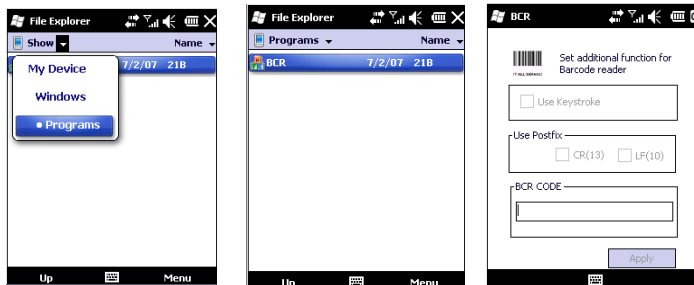 File Explorer
Show
Name
7/2/07 21B
My Device
Windows
Programs
Up
Menu
File Explorer
Programs
Name
BCR
7/2/07 21B
Up
Menu
BCR
Set additional function for
Barcode reader
Use Keystroke
Use Postfix
CR(13)
LF(10)
BCR CODE
Apply